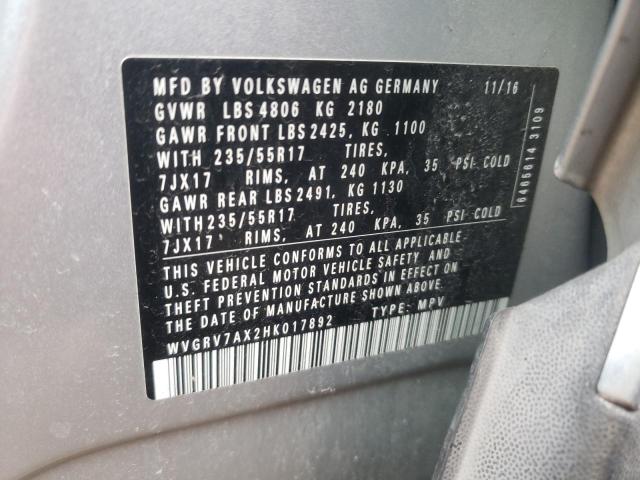 MFD BY VOLKSWAGEN AG GERMANY 11/16
GVWR LBS 4806 KG 2180
GAWR FRONT LBS 2425, KG 1100
WITH 235/55R17 TIRES,
7JX17 RIMS, AT 240 KPA, 35 PSI COLD
GAWR REAR LBS 2491, KG 1130
WITH 235/55R17 TIRES,
7JX17 RIMS, AT 240 KPA, 35 PSI COLD
THIS VEHICLE CONFORMS TO ALL APPLICABLE
U.S. FEDERAL MOTOR VEHICLE SAFETY AND
THEFT PREVENTION STANDARDS IN EFFECT ON
THE DATE OF MANUFACTURE SHOWN ABOVE.
WVGRV7AX2HK017892 TYPE: MPV
6465614 3109